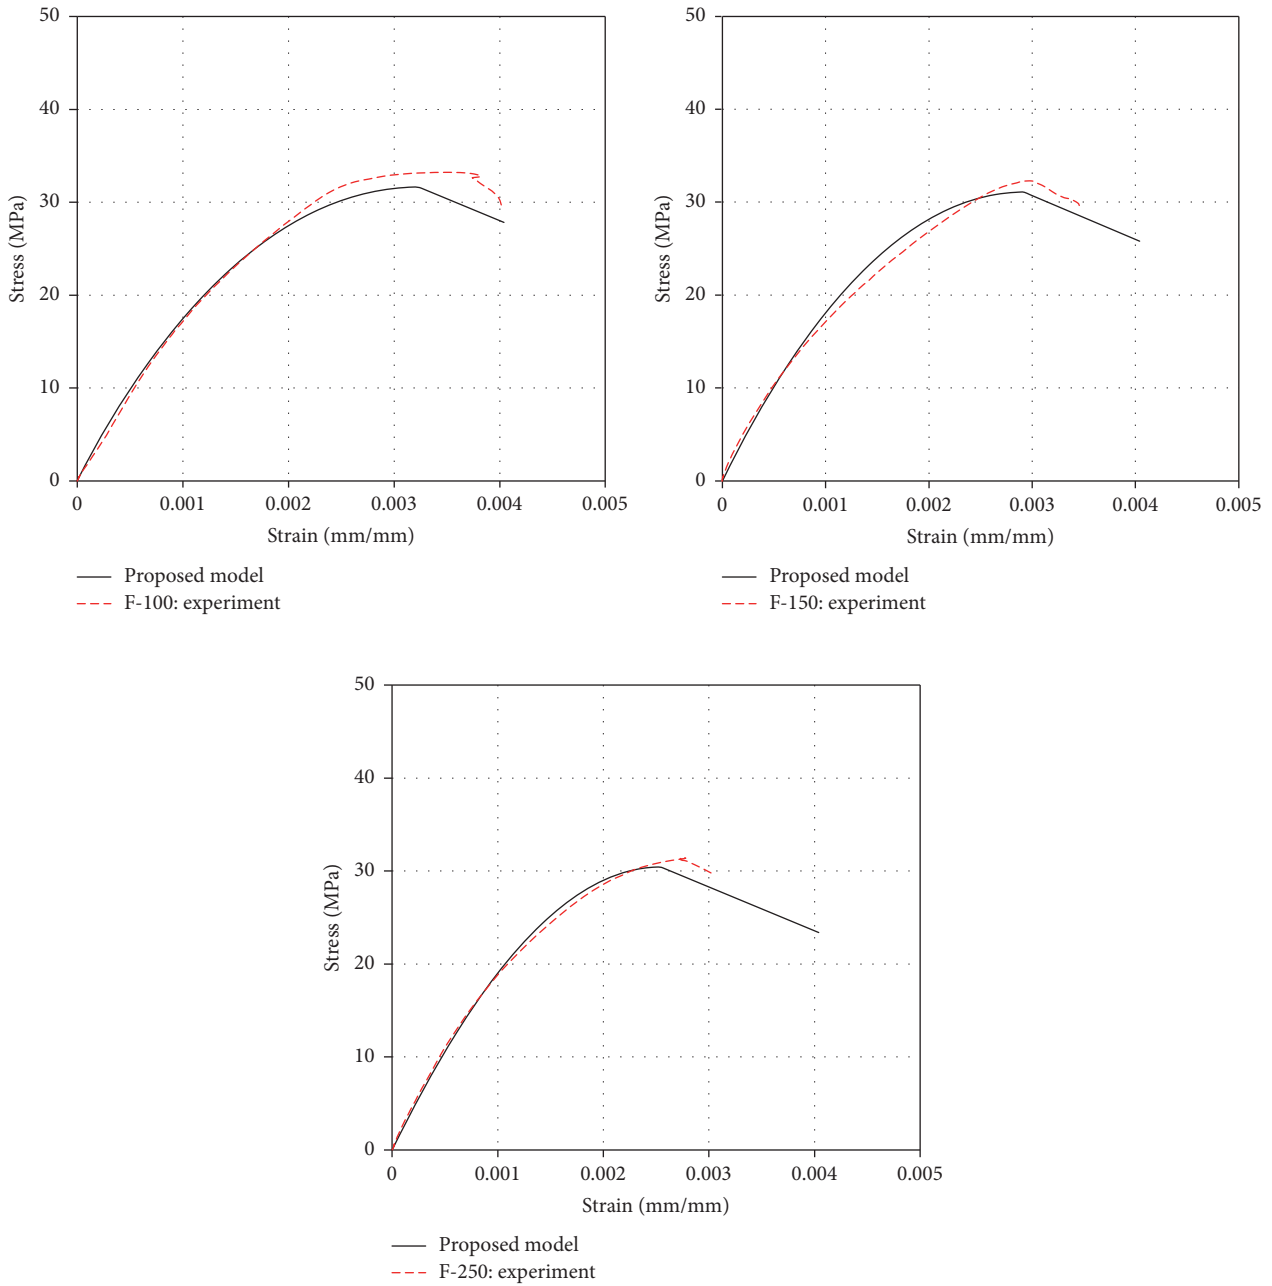 50
40
30
20
10
0
Stress (MPa)
0 0.001 0.002 0.003 0.004 0.005
Strain (mm/mm)
Proposed model
F-100: experiment
50
40
30
20
10
0
Stress (MPa)
0 0.001 0.002 0.003 0.004 0.005
Strain (mm/mm)
Proposed model
F-150: experiment
50
40
30
20
10
0
Stress (MPa)
0 0.001 0.002 0.003 0.004 0.005
Strain (mm/mm)
Proposed model
F-250: experiment